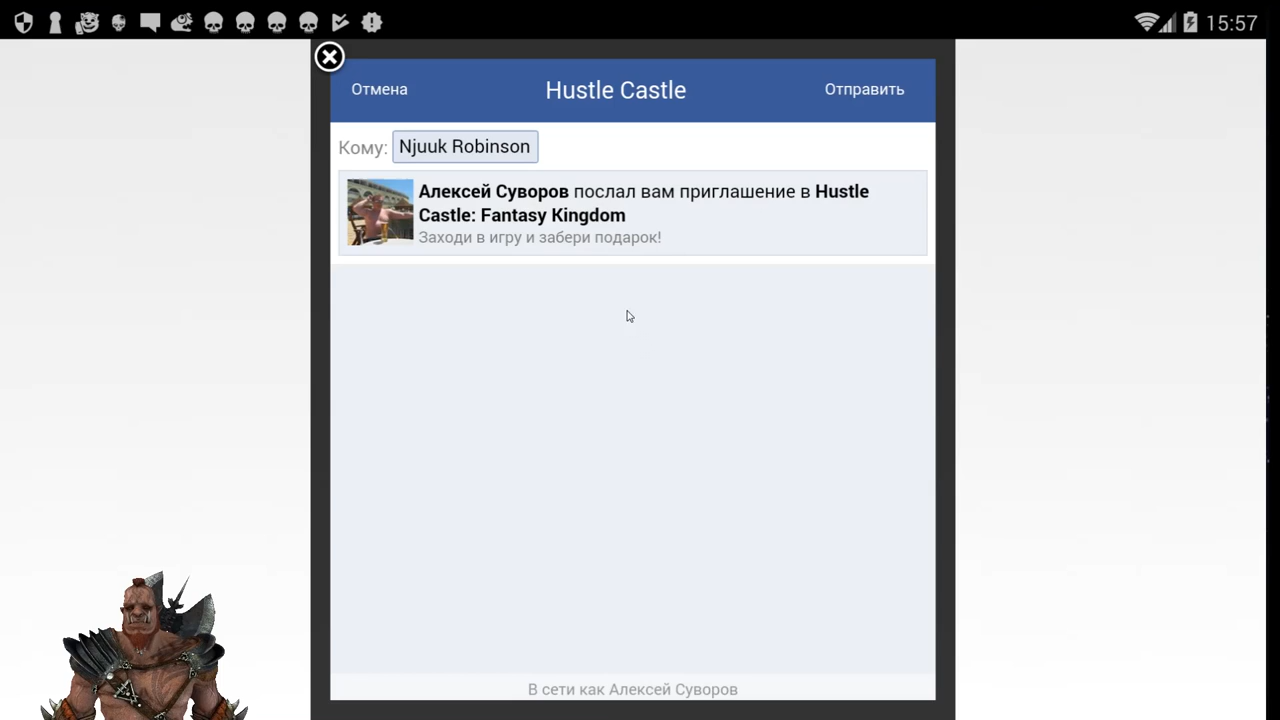 15:57
Отмена Hustle Castle Отправить
Кому: Njuuk Robinson
Алексей Суворов послал вам приглашение в Hustle
Castle: Fantasy Kingdom
Заходи в игру и забери подарок!
В сети как Алексей Суворов